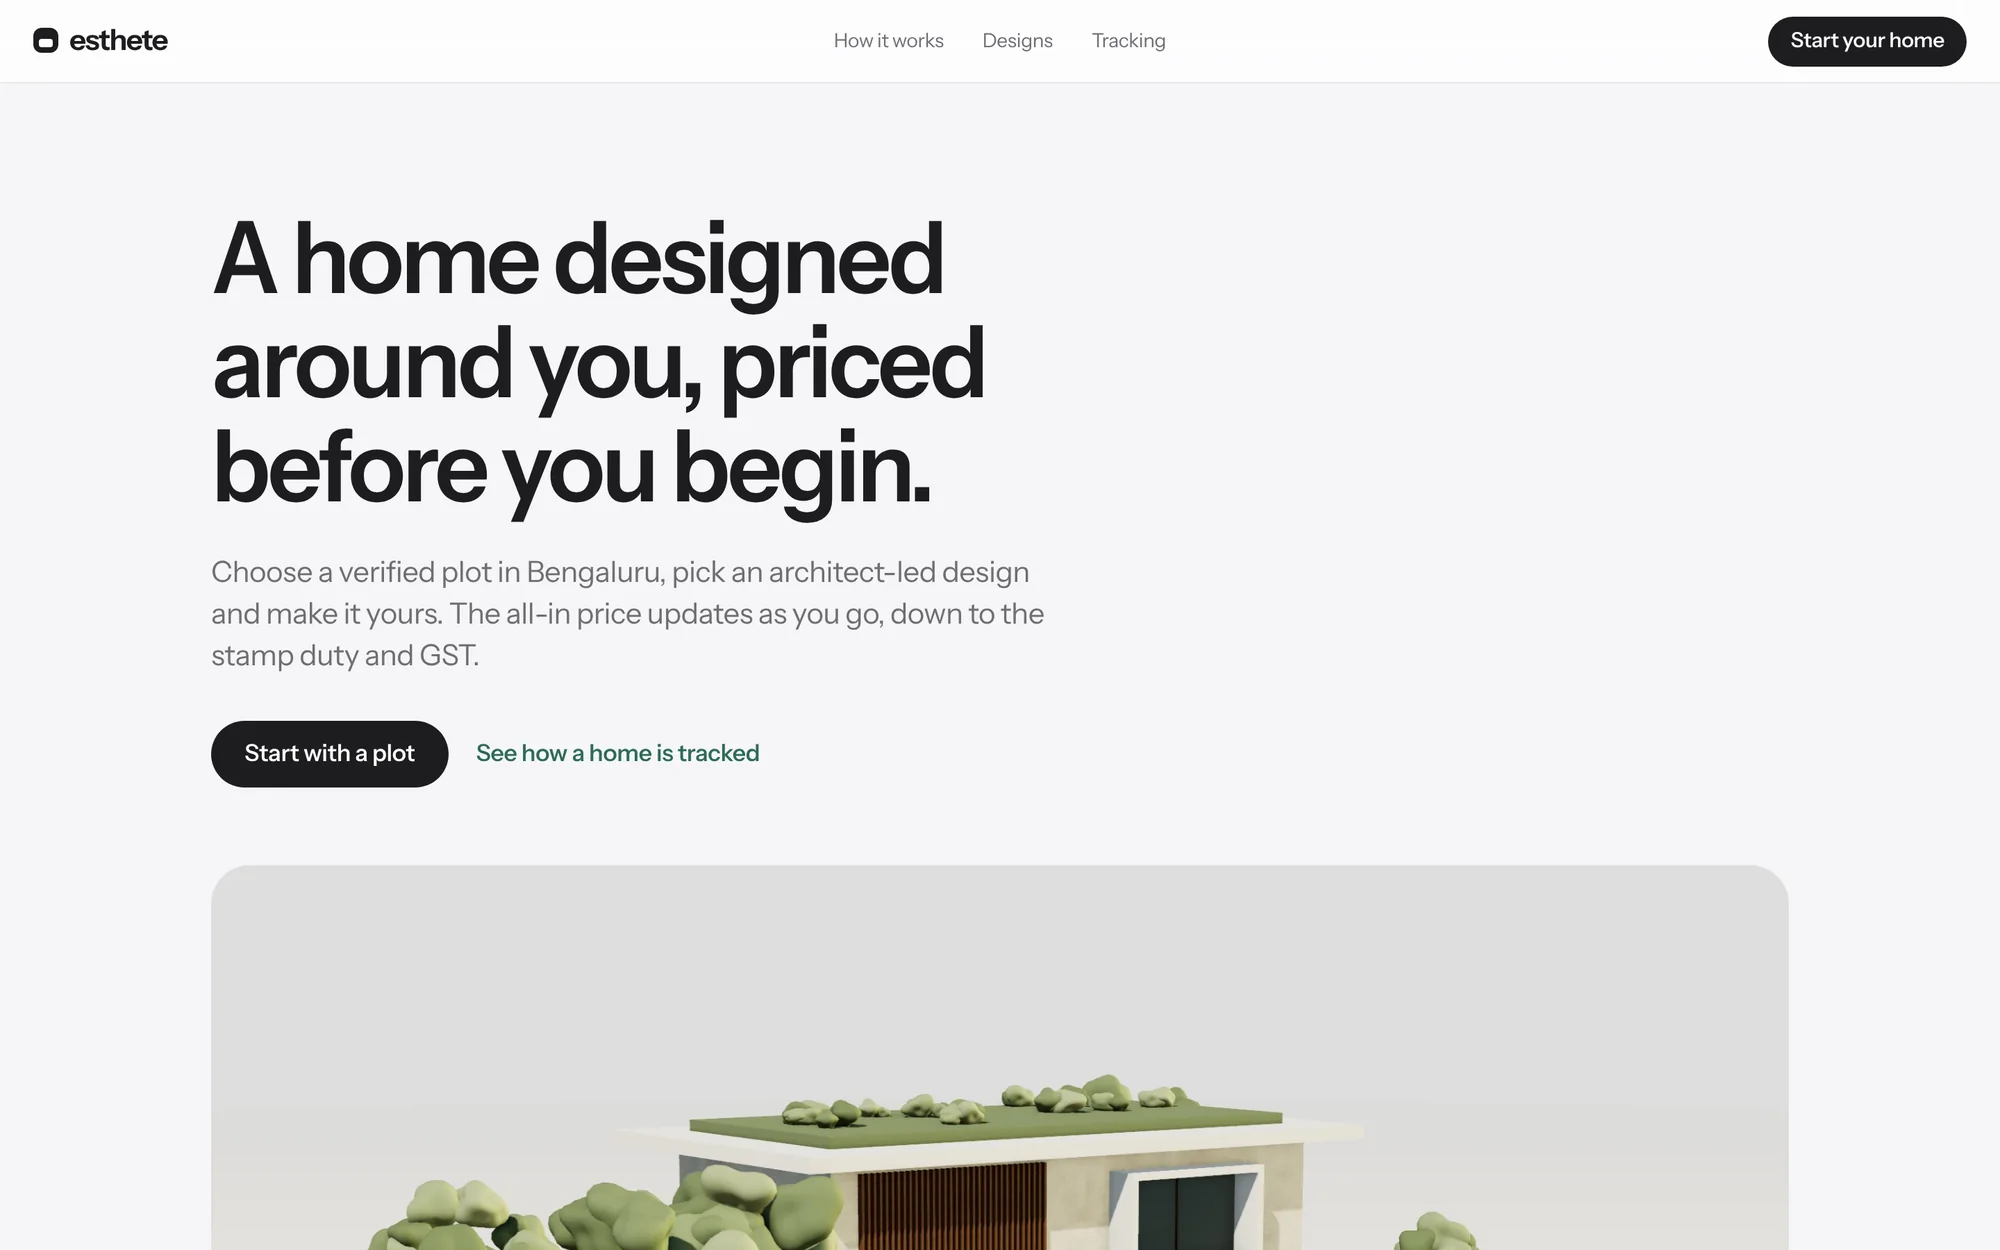 esthete
How it works
Designs
Tracking
Start your home
A home designed
around you, priced
before you begin.
Choose a verified plot in Bengaluru, pick an architect-led design
and make it yours. The all-in price updates as you go, down to the
stamp duty and GST.
Start with a plot
See how a home is tracked